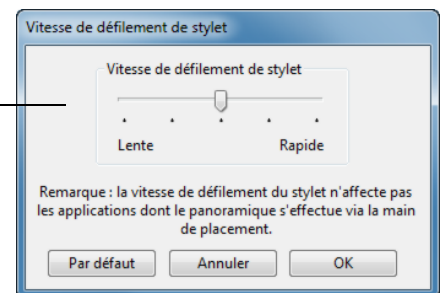 Vitesse de défilement de stylet
Vitesse de défilement de stylet
Lente Rapide
Remarque : la vitesse de défilement du stylet n'affecte pas
les applications dont le panoramique s'effectue via la main
de placement.
Par défaut Annuler OK